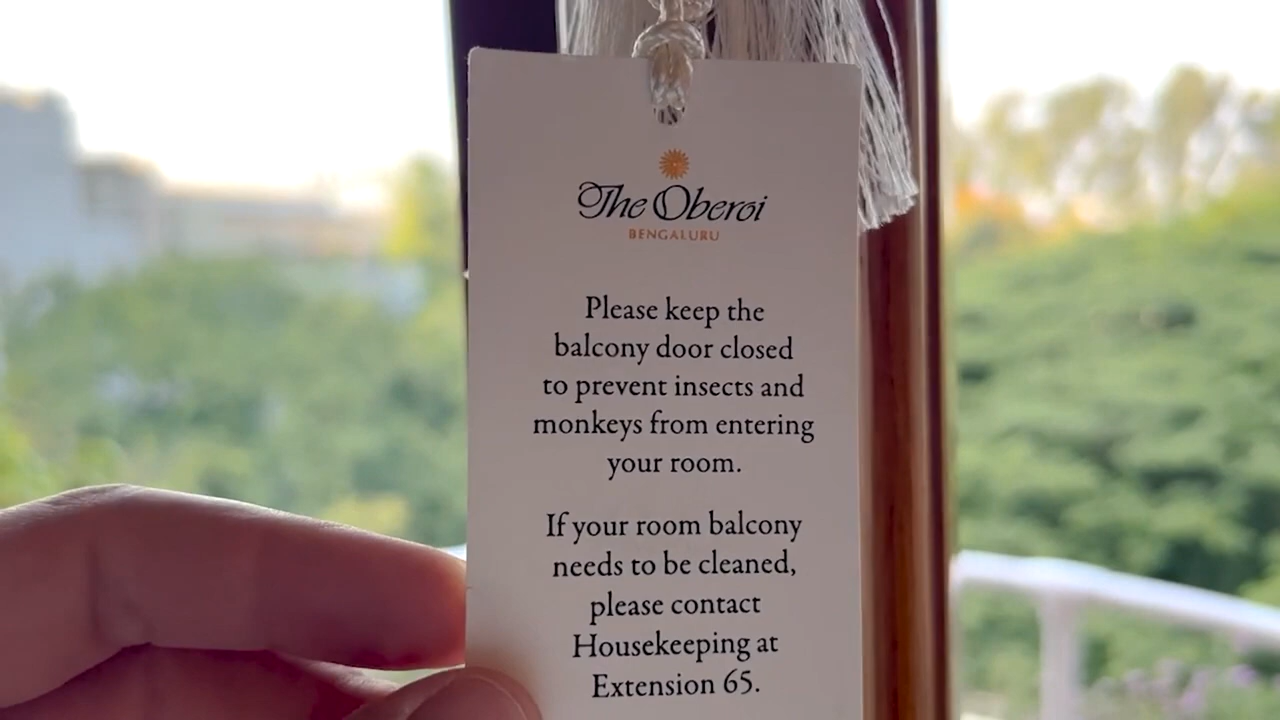 The Oberoi
BENGALURU
Please keep the
balcony door closed
to prevent insects and
monkeys from entering
your room.
If your room balcony
needs to be cleaned,
please contact
Housekeeping at
Extension 65.